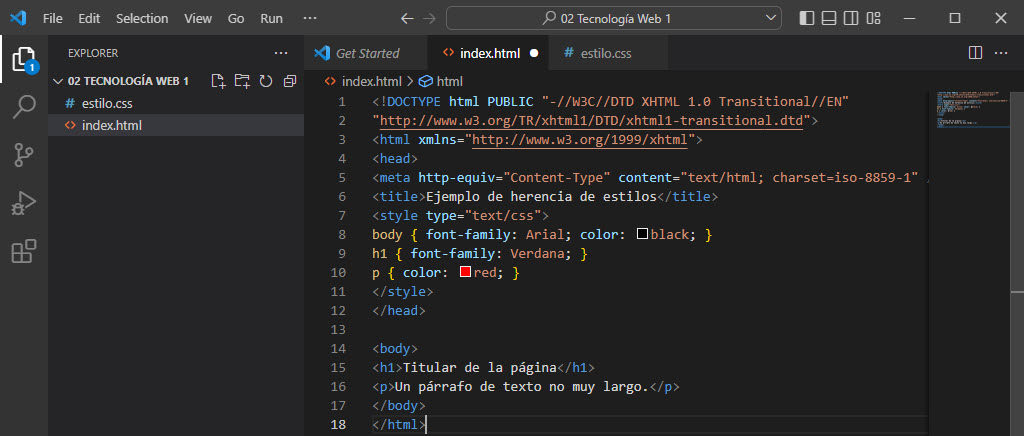 File Edit Selection View Go Run ··· 02 Tecnología Web 1
EXPLORER ···
02 TECNOLOGÍA WEB 1
# estilo.css
<> index.html
1
Get Started <> index.html # estilo.css ···
<> index.html > html
1 <!DOCTYPE html PUBLIC "-//W3C//DTD XHTML 1.0 Transitional//EN"
2 "http://www.w3.org/TR/xhtml1/DTD/xhtml1-transitional.dtd">
3 <html xmlns="http://www.w3.org/1999/xhtml">
4 <head>
5 <meta http-equiv="Content-Type" content="text/html; charset=iso-8859-1" /
6 <title>Ejemplo de herencia de estilos</title>
7 <style type="text/css">
8 body { font-family: Arial; color: black; }
9 h1 { font-family: Verdana; }
10 p { color: red; }
11 </style>
12 </head>
13
14 <body>
15 <h1>Titular de la página</h1>
16 <p>Un párrafo de texto no muy largo.</p>
17 </body>
18 </html>